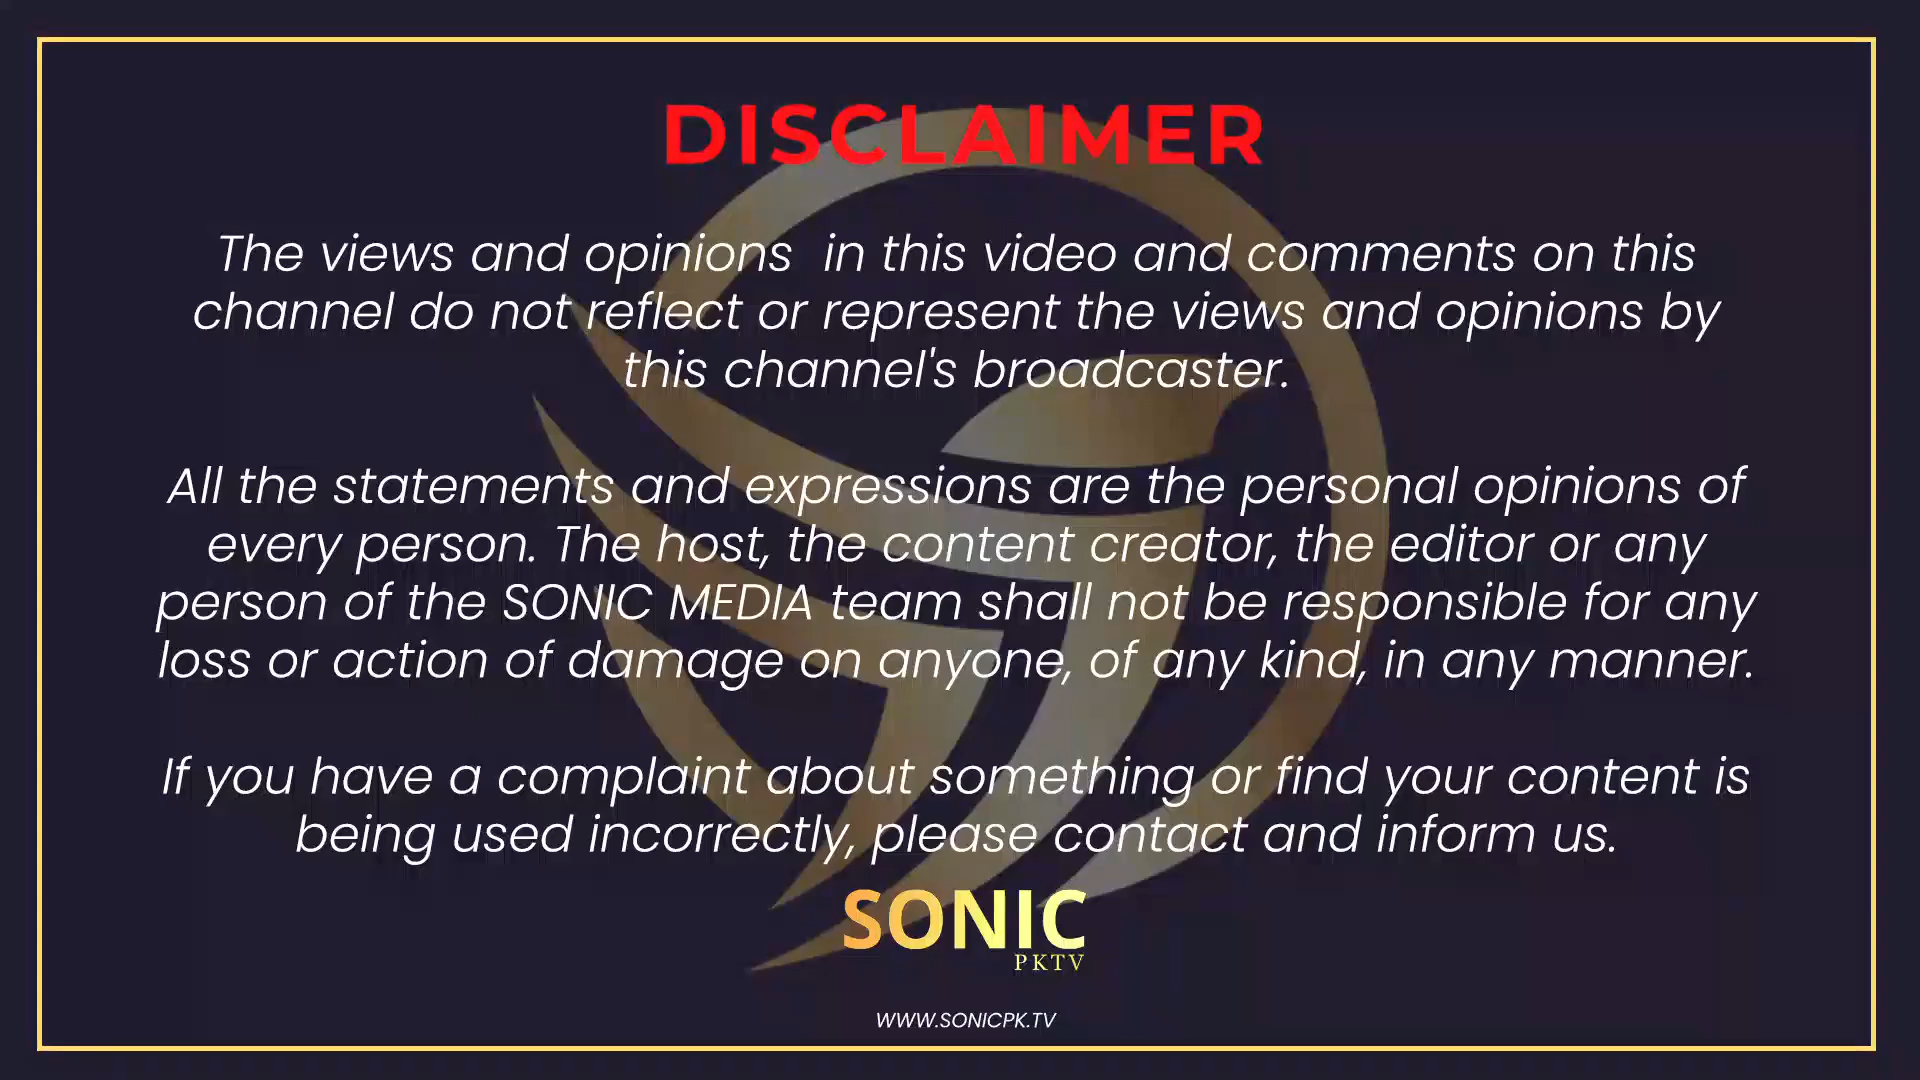 DISCLAIMER
The views and opinions  in this video and comments on this
channel do not reflect or represent the views and opinions by
this channel's broadcaster.
All the statements and expressions are the personal opinions of
every person. The host, the content creator, the editor or any
person of the SONIC MEDIA team shall not be responsible for any
loss or action of damage on anyone, of any kind, in any manner.
If you have a complaint about something or find your content is
being used incorrectly, please contact and inform us.
SONIC
PKTV
WWW.SONICPK.TV